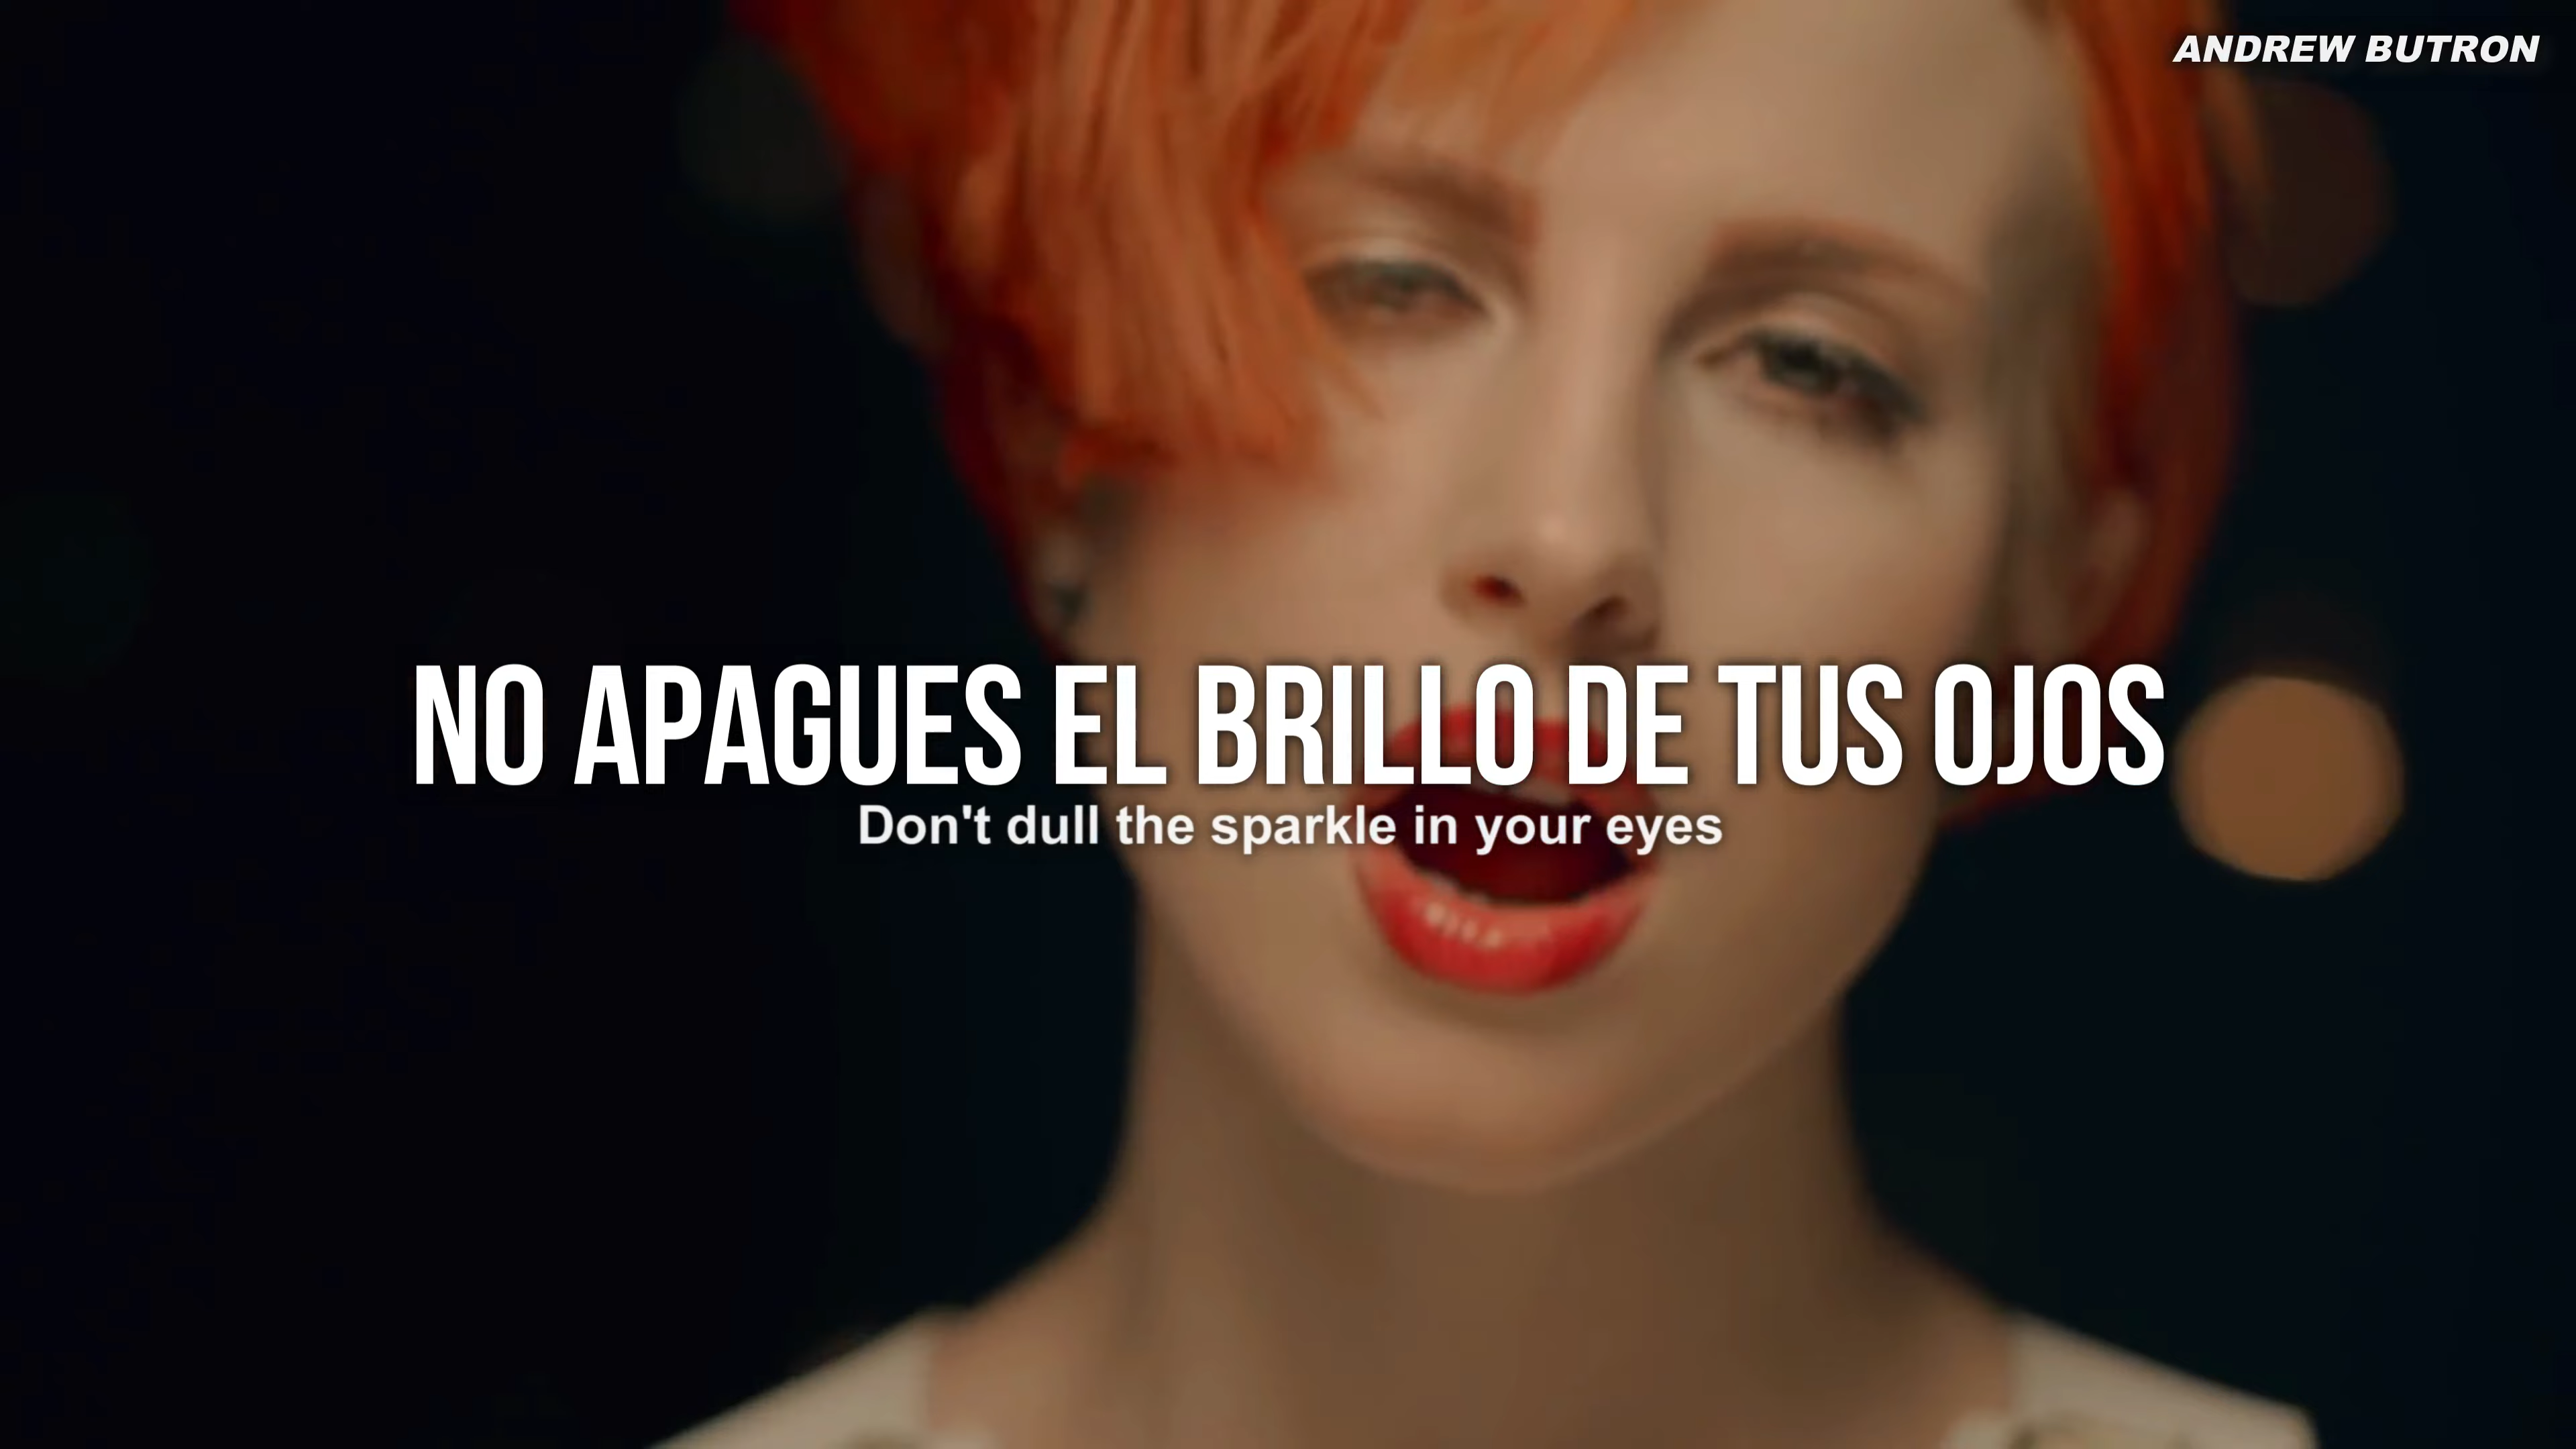 ANDREW BUTRON
NO APAGUES EL BRILLO DE TUS OJOS
Don't dull the sparkle in your eyes